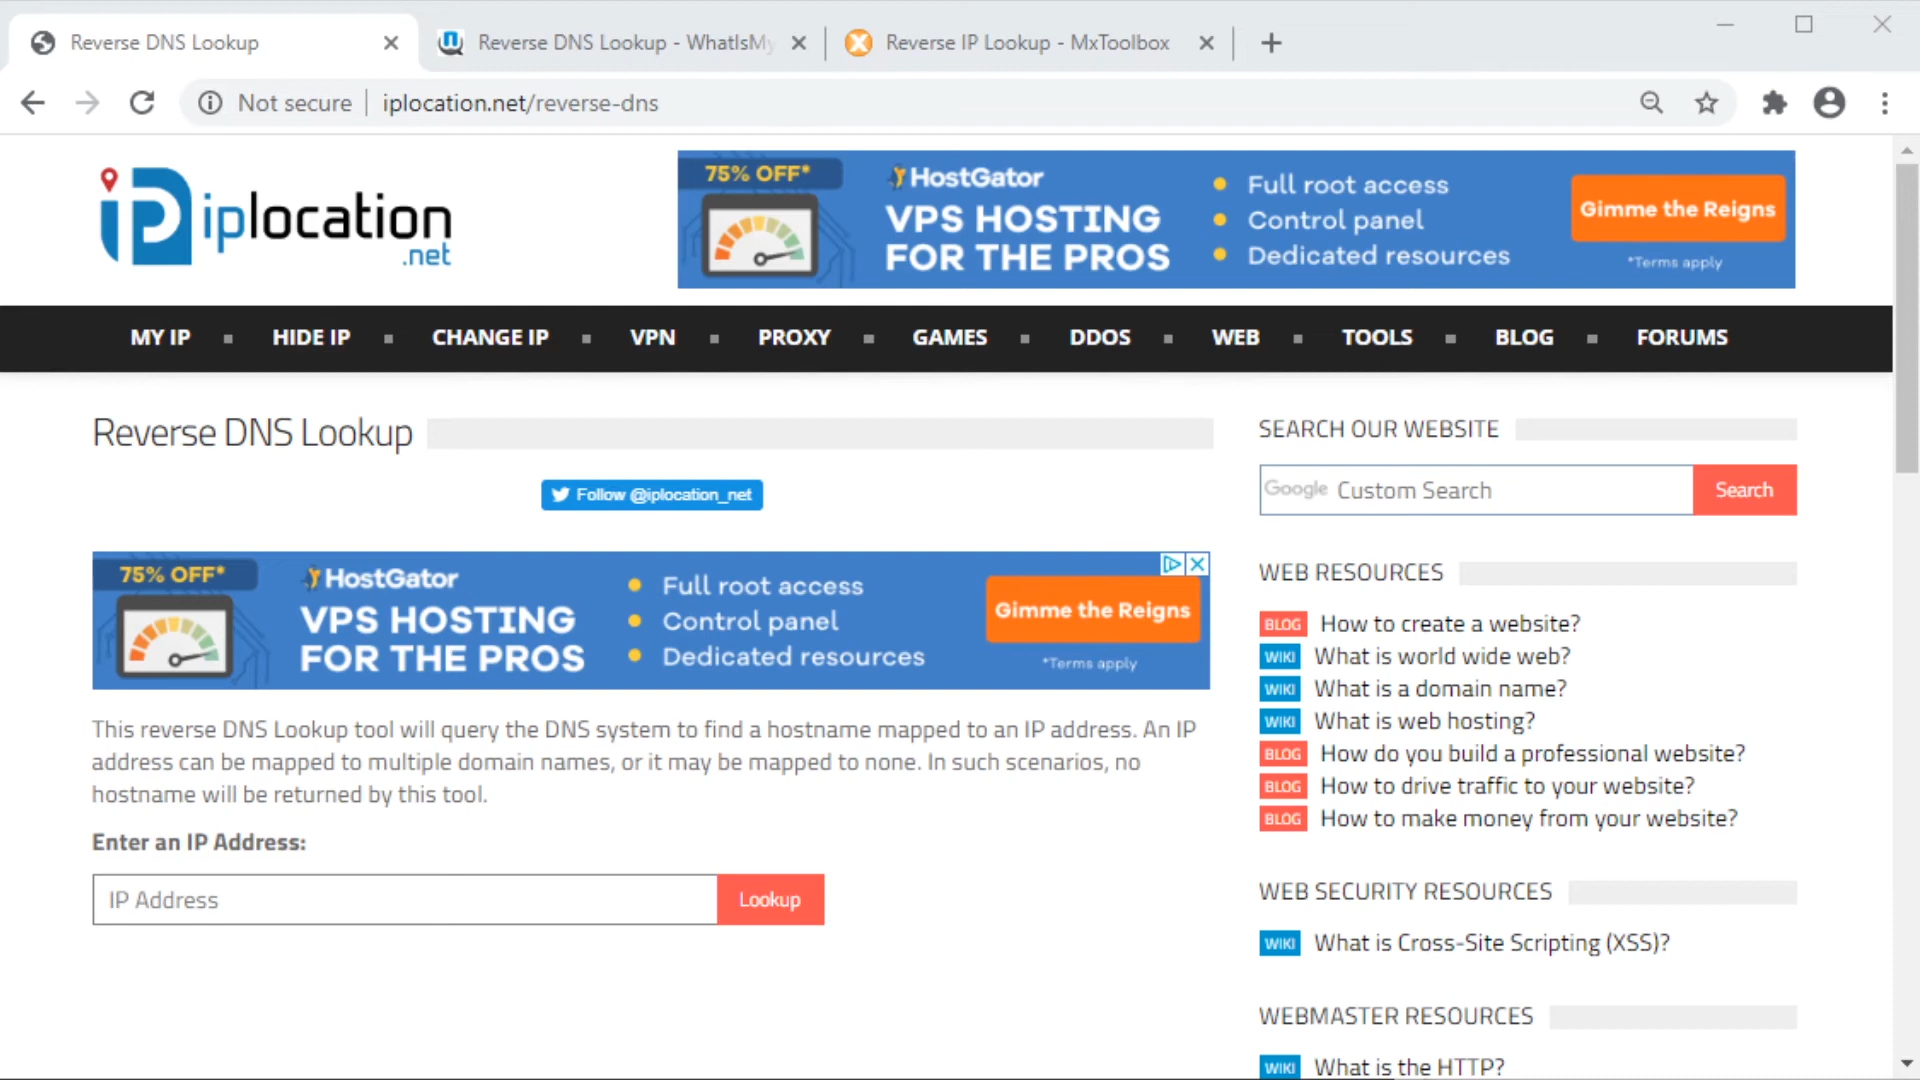 Reverse DNS Lookup
Reverse DNS Lookup - WhatIsMy
Reverse IP Lookup - MxToolbox
Not secure
iplocation.net/reverse-dns
iplocation
.net
75% OFF*
HostGator
VPS HOSTING
FOR THE PROS
Full root access
Control panel
Dedicated resources
Gimme the Reigns
*Terms apply
MY IP
HIDE IP
CHANGE IP
VPN
PROXY
GAMES
DDOS
WEB
TOOLS
BLOG
FORUMS
Reverse DNS Lookup
Follow @iplocation_net
75% OFF*
HostGator
VPS HOSTING
FOR THE PROS
Full root access
Control panel
Dedicated resources
Gimme the Reigns
*Terms apply
This reverse DNS Lookup tool will query the DNS system to find a hostname mapped to an IP address. An IP
address can be mapped to multiple domain names, or it may be mapped to none. In such scenarios, no
hostname will be returned by this tool.
Enter an IP Address:
IP Address
Lookup
SEARCH OUR WEBSITE
Google Custom Search
Search
WEB RESOURCES
BLOG How to create a website?
WIKI What is world wide web?
WIKI What is a domain name?
WIKI What is web hosting?
BLOG How do you build a professional website?
BLOG How to drive traffic to your website?
BLOG How to make money from your website?
WEB SECURITY RESOURCES
WIKI What is Cross-Site Scripting (XSS)?
WEBMASTER RESOURCES
WIKI What is the HTTP?